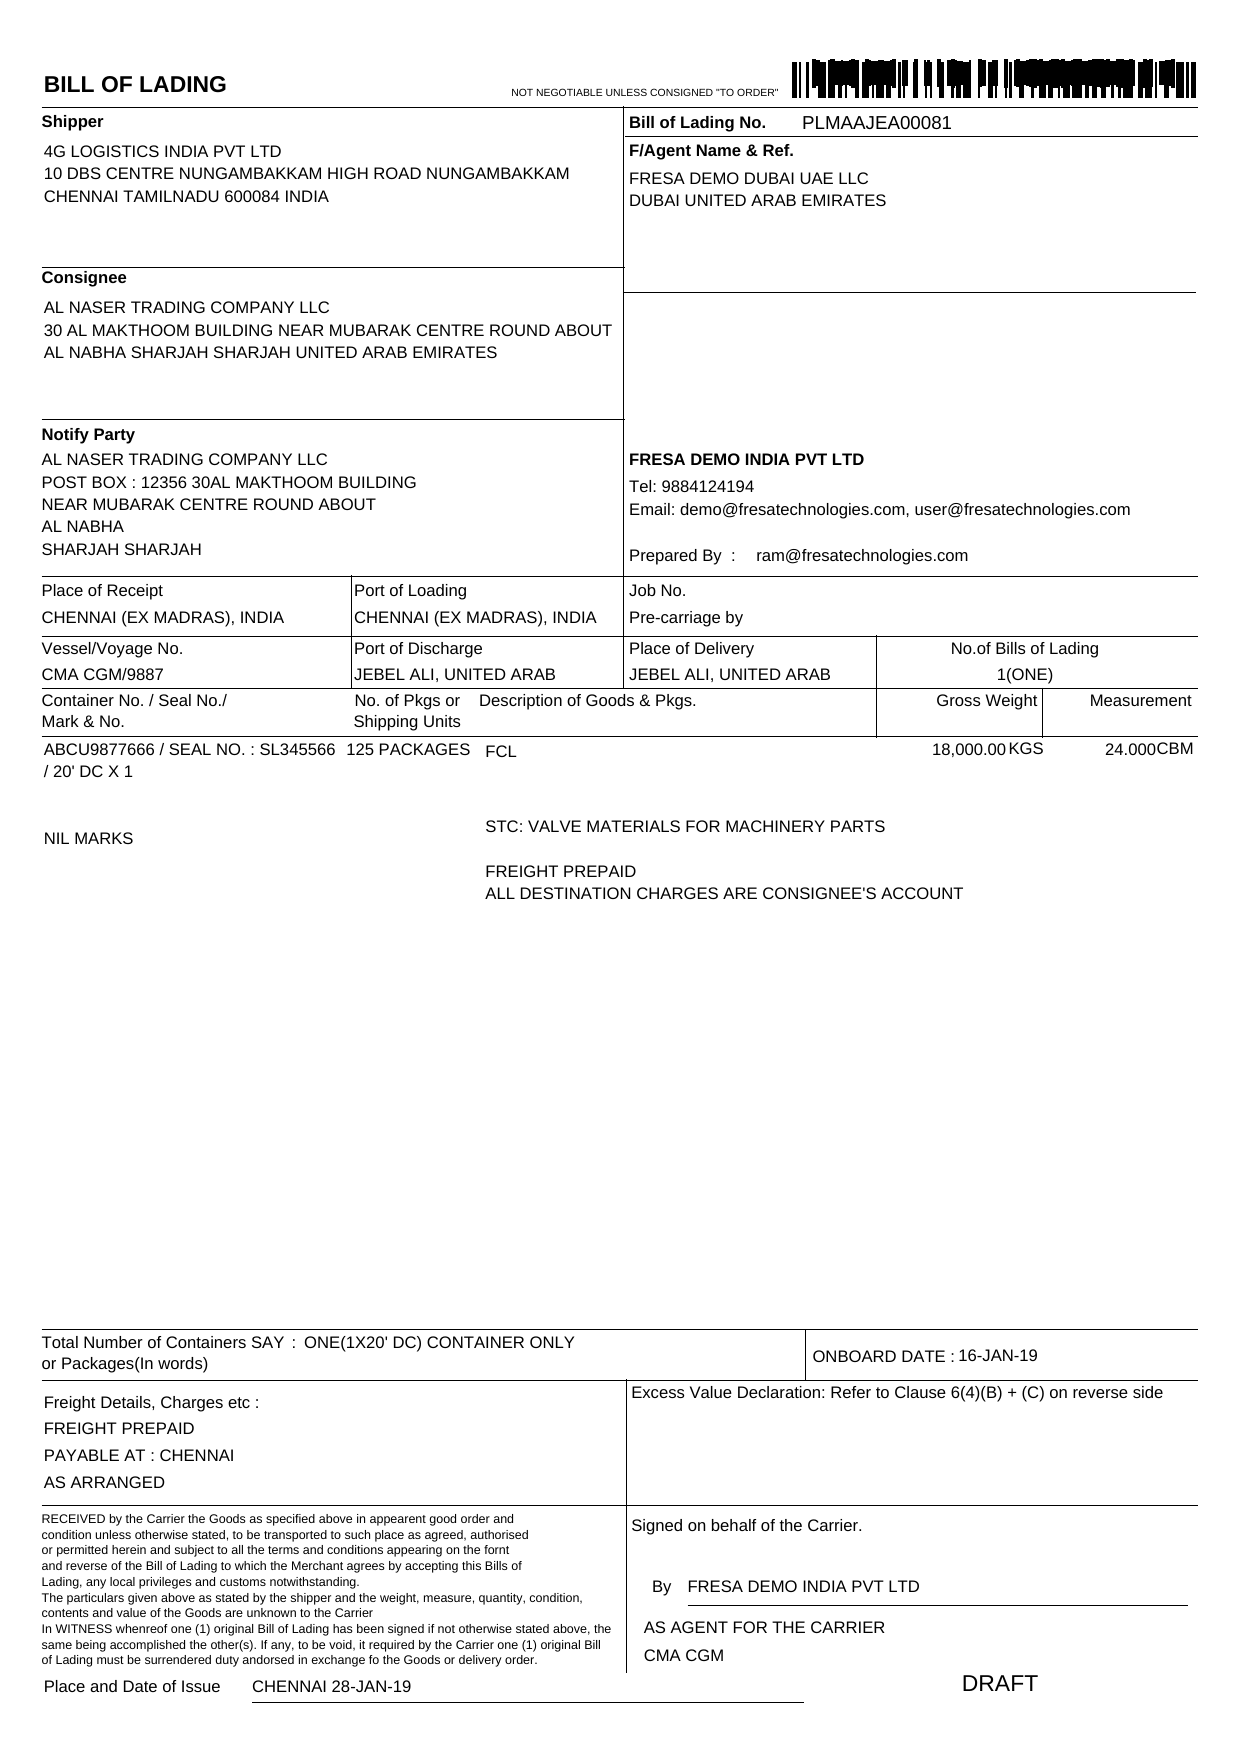 BILL OF LADING
NOT NEGOTIABLE UNLESS CONSIGNED "TO ORDER"
Shipper
4G LOGISTICS INDIA PVT LTD
10 DBS CENTRE NUNGAMBAKKAM HIGH ROAD NUNGAMBAKKAM
CHENNAI TAMILNADU 600084 INDIA
Bill of Lading No. PLMAAJEA00081
F/Agent Name & Ref.
FRESA DEMO DUBAI UAE LLC
DUBAI UNITED ARAB EMIRATES
Consignee
AL NASER TRADING COMPANY LLC
30 AL MAKTHOOM BUILDING NEAR MUBARAK CENTRE ROUND ABOUT
AL NABHA SHARJAH SHARJAH UNITED ARAB EMIRATES
Notify Party
AL NASER TRADING COMPANY LLC
POST BOX : 12356 30AL MAKTHOOM BUILDING
NEAR MUBARAK CENTRE ROUND ABOUT
AL NABHA
SHARJAH SHARJAH
FRESA DEMO INDIA PVT LTD
Tel: 9884124194
Email: demo@fresatechnologies.com, user@fresatechnologies.com
Prepared By : ram@fresatechnologies.com
Place of Receipt
CHENNAI (EX MADRAS), INDIA
Port of Loading
CHENNAI (EX MADRAS), INDIA
Job No.
Pre-carriage by
Vessel/Voyage No.
CMA CGM/9887
Port of Discharge
JEBEL ALI, UNITED ARAB
Place of Delivery
JEBEL ALI, UNITED ARAB
No.of Bills of Lading
1(ONE)
Container No. / Seal No./
Mark & No.
No. of Pkgs or
Shipping Units
Description of Goods & Pkgs.
Gross Weight
Measurement
ABCU9877666 / SEAL NO. : SL345566
/ 20' DC X 1
125 PACKAGES
FCL
18,000.00 KGS
24.000CBM
NIL MARKS
STC: VALVE MATERIALS FOR MACHINERY PARTS
FREIGHT PREPAID
ALL DESTINATION CHARGES ARE CONSIGNEE'S ACCOUNT
Total Number of Containers SAY : ONE(1X20' DC) CONTAINER ONLY
or Packages(In words)
ONBOARD DATE : 16-JAN-19
Freight Details, Charges etc :
FREIGHT PREPAID
PAYABLE AT : CHENNAI
AS ARRANGED
Excess Value Declaration: Refer to Clause 6(4)(B) + (C) on reverse side
RECEIVED by the Carrier the Goods as specified above in appearent good order and
condition unless otherwise stated, to be transported to such place as agreed, authorised
or permitted herein and subject to all the terms and conditions appearing on the fornt
and reverse of the Bill of Lading to which the Merchant agrees by accepting this Bills of
Lading, any local privileges and customs notwithstanding.
The particulars given above as stated by the shipper and the weight, measure, quantity, condition,
contents and value of the Goods are unknown to the Carrier
In WITNESS whenreof one (1) original Bill of Lading has been signed if not otherwise stated above, the
same being accomplished the other(s). If any, to be void, it required by the Carrier one (1) original Bill
of Lading must be surrendered duty andorsed in exchange fo the Goods or delivery order.
Signed on behalf of the Carrier.
By FRESA DEMO INDIA PVT LTD
AS AGENT FOR THE CARRIER
CMA CGM
Place and Date of Issue CHENNAI 28-JAN-19
DRAFT